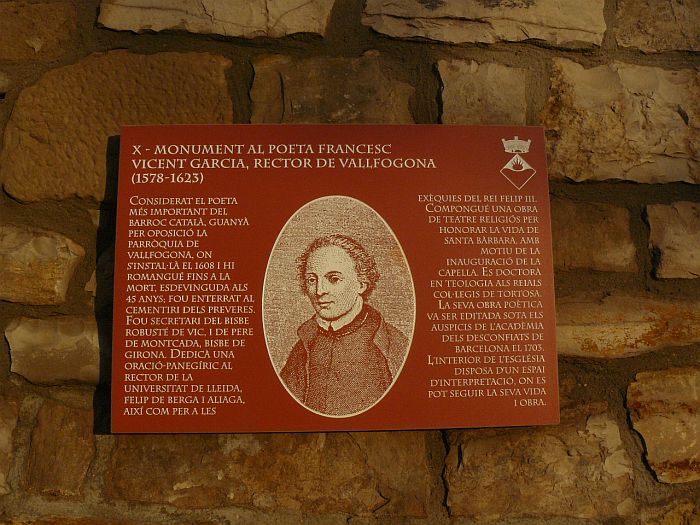 X - MONUMENT AL POETA FRANCESC
VICENT GARCIA, RECTOR DE VALLFOGONA
(1578-1623)
CONSIDERAT EL POETA
MÉS IMPORTANT DEL
BARROC CATALÀ, GUANYÀ
PER OPOSICIÓ LA
PARRÒQUIA DE
VALLFOGONA, ON
S'INSTAL·LÀ EL 1608 I HI
ROMANGUÉ FINS A LA
MORT, ESDEVINGUDA ALS
45 ANYS; FOU ENTERRAT AL
CEMENTIRI DELS PREVERES.
FOU SECRETARI DEL BISBE
ROBUSTÉ DE VIC, I DE PERE
DE MONTCADA, BISBE DE
GIRONA. DEDICÀ UNA
ORACIÓ-PANEGÍRIC AL
RECTOR DE LA
UNIVERSITAT DE LLEIDA,
FELIP DE BERGA I ALIAGA,
AIXÍ COM PER A LES
EXÈQUIES DEL REI FELIP III.
COMPONGUÉ UNA OBRA
DE TEATRE RELIGIÓS PER
HONORAR LA VIDA DE
SANTA BÀRBARA, AMB
MOTIU DE LA
INAUGURACIÓ DE LA
CAPELLA. ES DOCTORÀ
EN TEOLOGIA ALS REIALS
COL·LEGIS DE TORTOSA.
LA SEVA OBRA POÈTICA
VA SER EDITADA SOTA ELS
AUSPICIS DE L'ACADÈMIA
DELS DESCONFIATS DE
BARCELONA EL 1703.
L'INTERIOR DE L'ESGLÉSIA
DISPOSA D'UN ESPAI
D'INTERPRETACIÓ, ON ES
POT SEGUIR LA SEVA VIDA
I OBRA.